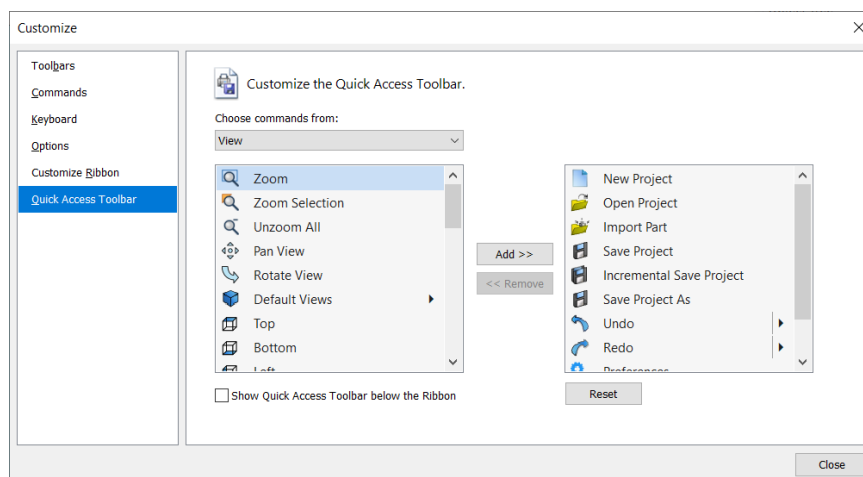 Customize
Toolbars
Commands
Keyboard
Options
Customize Ribbon
Quick Access Toolbar
Customize the Quick Access Toolbar.
Choose commands from:
View
Zoom
Zoom Selection
Unzoom All
Pan View
Rotate View
Default Views
Top
Bottom
Left
Add >>
<< Remove
New Project
Open Project
Import Part
Save Project
Incremental Save Project
Save Project As
Undo
Redo
Preferences
Show Quick Access Toolbar below the Ribbon
Reset
Close